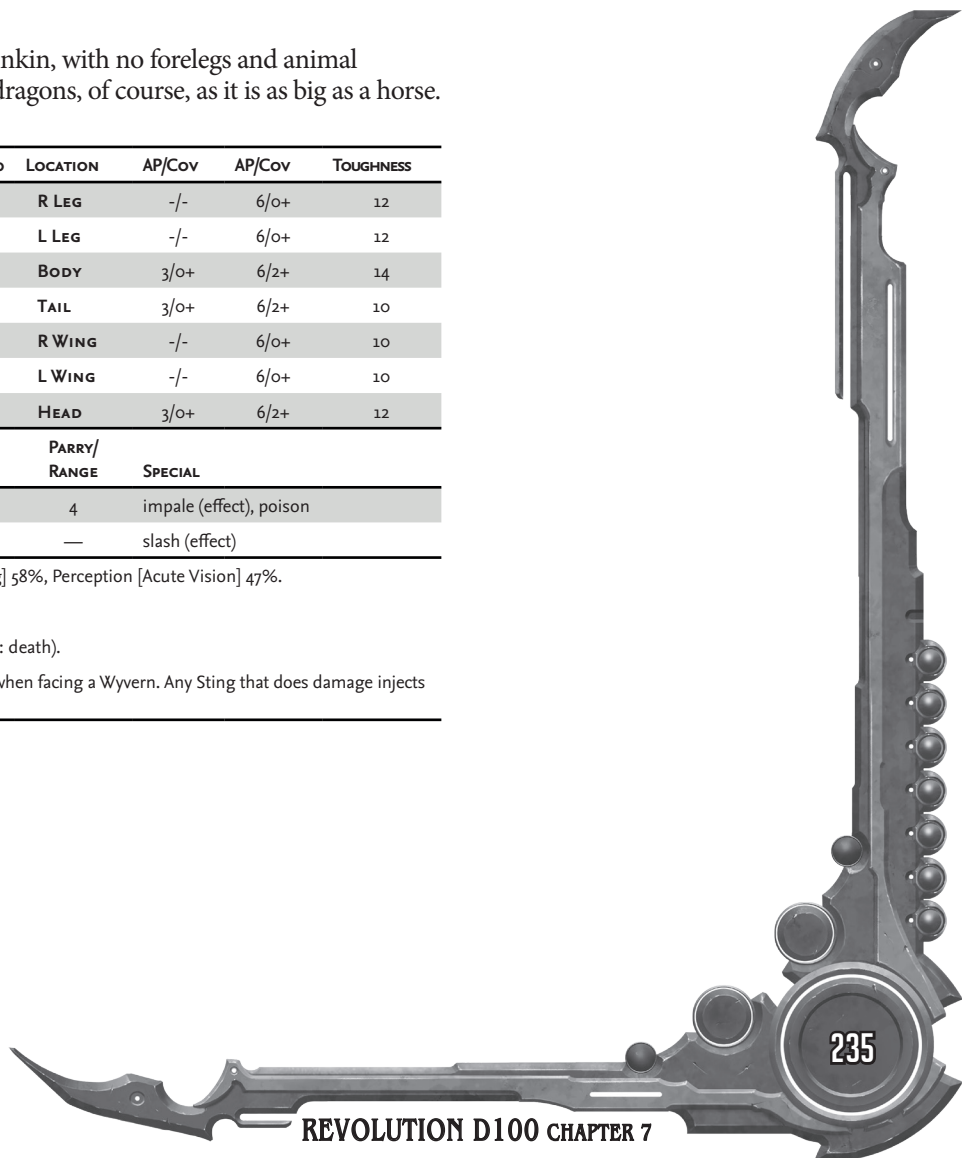 nkin, with no forelegs and animal
dragons, of course, as it is as big as a horse.
Location AP/Cov AP/Cov Toughness
R Leg -/- 6/0+ 12
L Leg -/- 6/0+ 12
Body 3/0+ 6/2+ 14
Tail 3/0+ 6/2+ 10
R Wing -/- 6/0+ 10
L Wing -/- 6/0+ 10
Head 3/0+ 6/2+ 12
Parry/
Range Special
4 impale (effect), poison
— slash (effect)
] 58%, Perception [Acute Vision] 47%.
: death).
when facing a Wyvern. Any Sting that does damage injects
235
REVOLUTION D100 CHAPTER 7